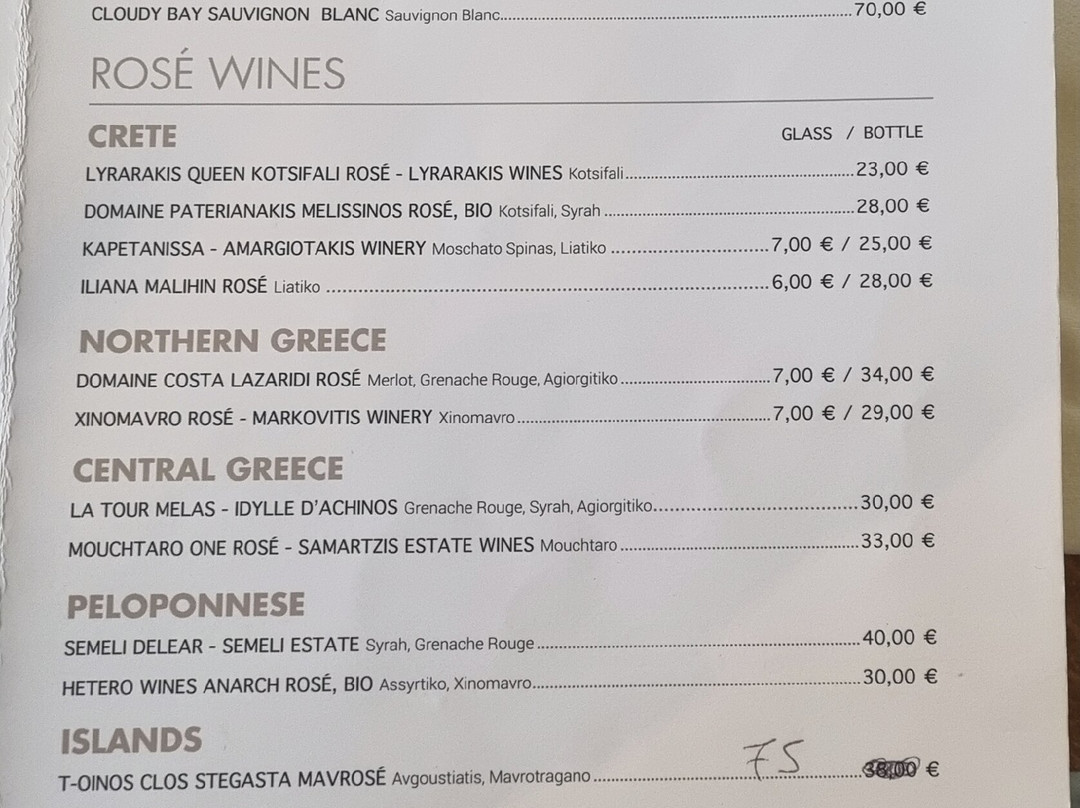 CLOUDY BAY SAUVIGNON BLANC Sauvignon Blanc.....70,00 €
ROSÉ WINES
CRETE GLASS / BOTTLE
LYRARAKIS QUEEN KOTSIFALI ROSÉ - LYRARAKIS WINES Kotsifali.....23,00 €
DOMAINE PATERIANAKIS MELISSINOS ROSÉ, BIO Kotsifali, Syrah.....28,00 €
KAPETANISSA - AMARGIOTAKIS WINERY Moschato Spinas, Liatiko.....7,00 € / 25,00 €
ILIANA MALIHIN ROSÉ Liatiko.....6,00 € / 28,00 €
NORTHERN GREECE
DOMAINE COSTA LAZARIDI ROSÉ Merlot, Grenache Rouge, Agiorgitiko.....7,00 € / 34,00 €
XINOMAVRO ROSÉ - MARKOVITIS WINERY Xinomavro.....7,00 € / 29,00 €
CENTRAL GREECE
LA TOUR MELAS - IDYLLE D'ACHINOS Grenache Rouge, Syrah, Agiorgitiko.....30,00 €
MOUCHTARO ONE ROSÉ - SAMARTZIS ESTATE WINES Mouchtaro.....33,00 €
PELOPONNESE
SEMELI DELEAR - SEMELI ESTATE Syrah, Grenache Rouge.....40,00 €
HETERO WINES ANARCH ROSÉ, BIO Assyrtiko, Xinomavro.....30,00 €
ISLANDS
T-OINOS CLOS STEGASTA MAVROSÉ Avgoustiatis, Mavrotragano.....75 €